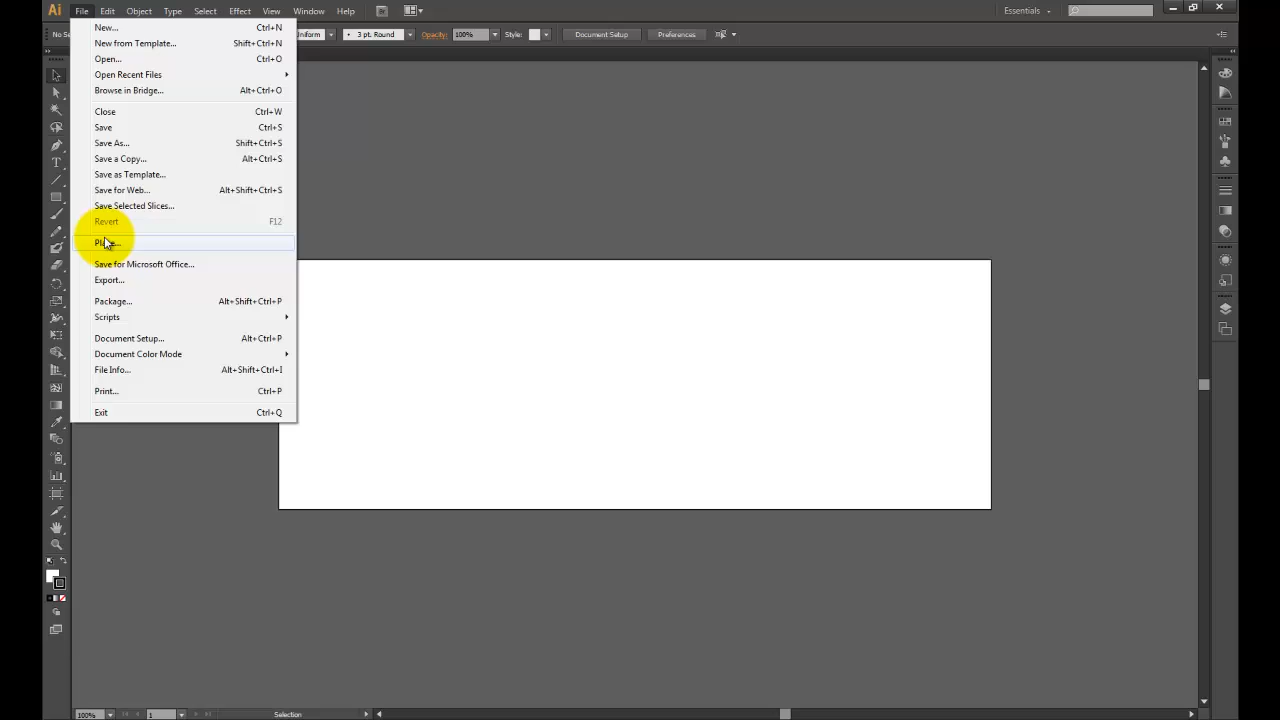 Ai File Edit Object Type Select Effect View Window Help Br Essentials
No Se
3 pt. Round Opacity: 100% Style: Document Setup Preferences
New... Ctrl+N
New from Template... Shift+Ctrl+N
Open... Ctrl+O
Open Recent Files
Browse in Bridge... Alt+Ctrl+O
Close Ctrl+W
Save Ctrl+S
Save As... Shift+Ctrl+S
Save a Copy... Alt+Ctrl+S
Save as Template...
Save for Web... Alt+Shift+Ctrl+S
Save Selected Slices...
Revert F12
Place...
Save for Microsoft Office...
Export...
Package... Alt+Shift+Ctrl+P
Scripts
Document Setup... Alt+Ctrl+P
Document Color Mode
File Info... Alt+Shift+Ctrl+I
Print... Ctrl+P
Exit Ctrl+Q
100% 1 Selection